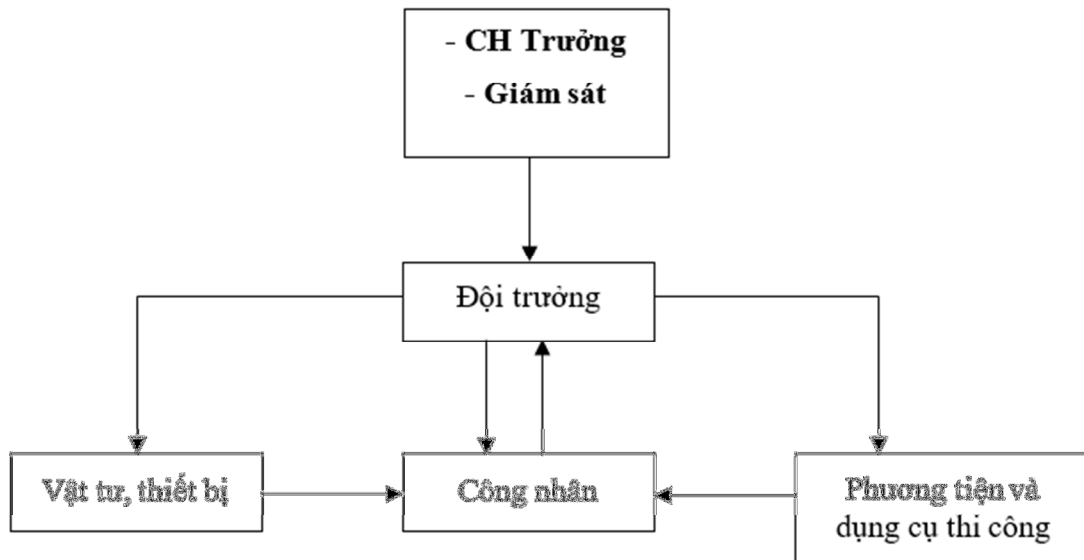 - CH Trưởng
- Giám sát
Đội trưởng
Vật tư, thiết bị
Công nhân
Phương tiện và
dụng cụ thi công